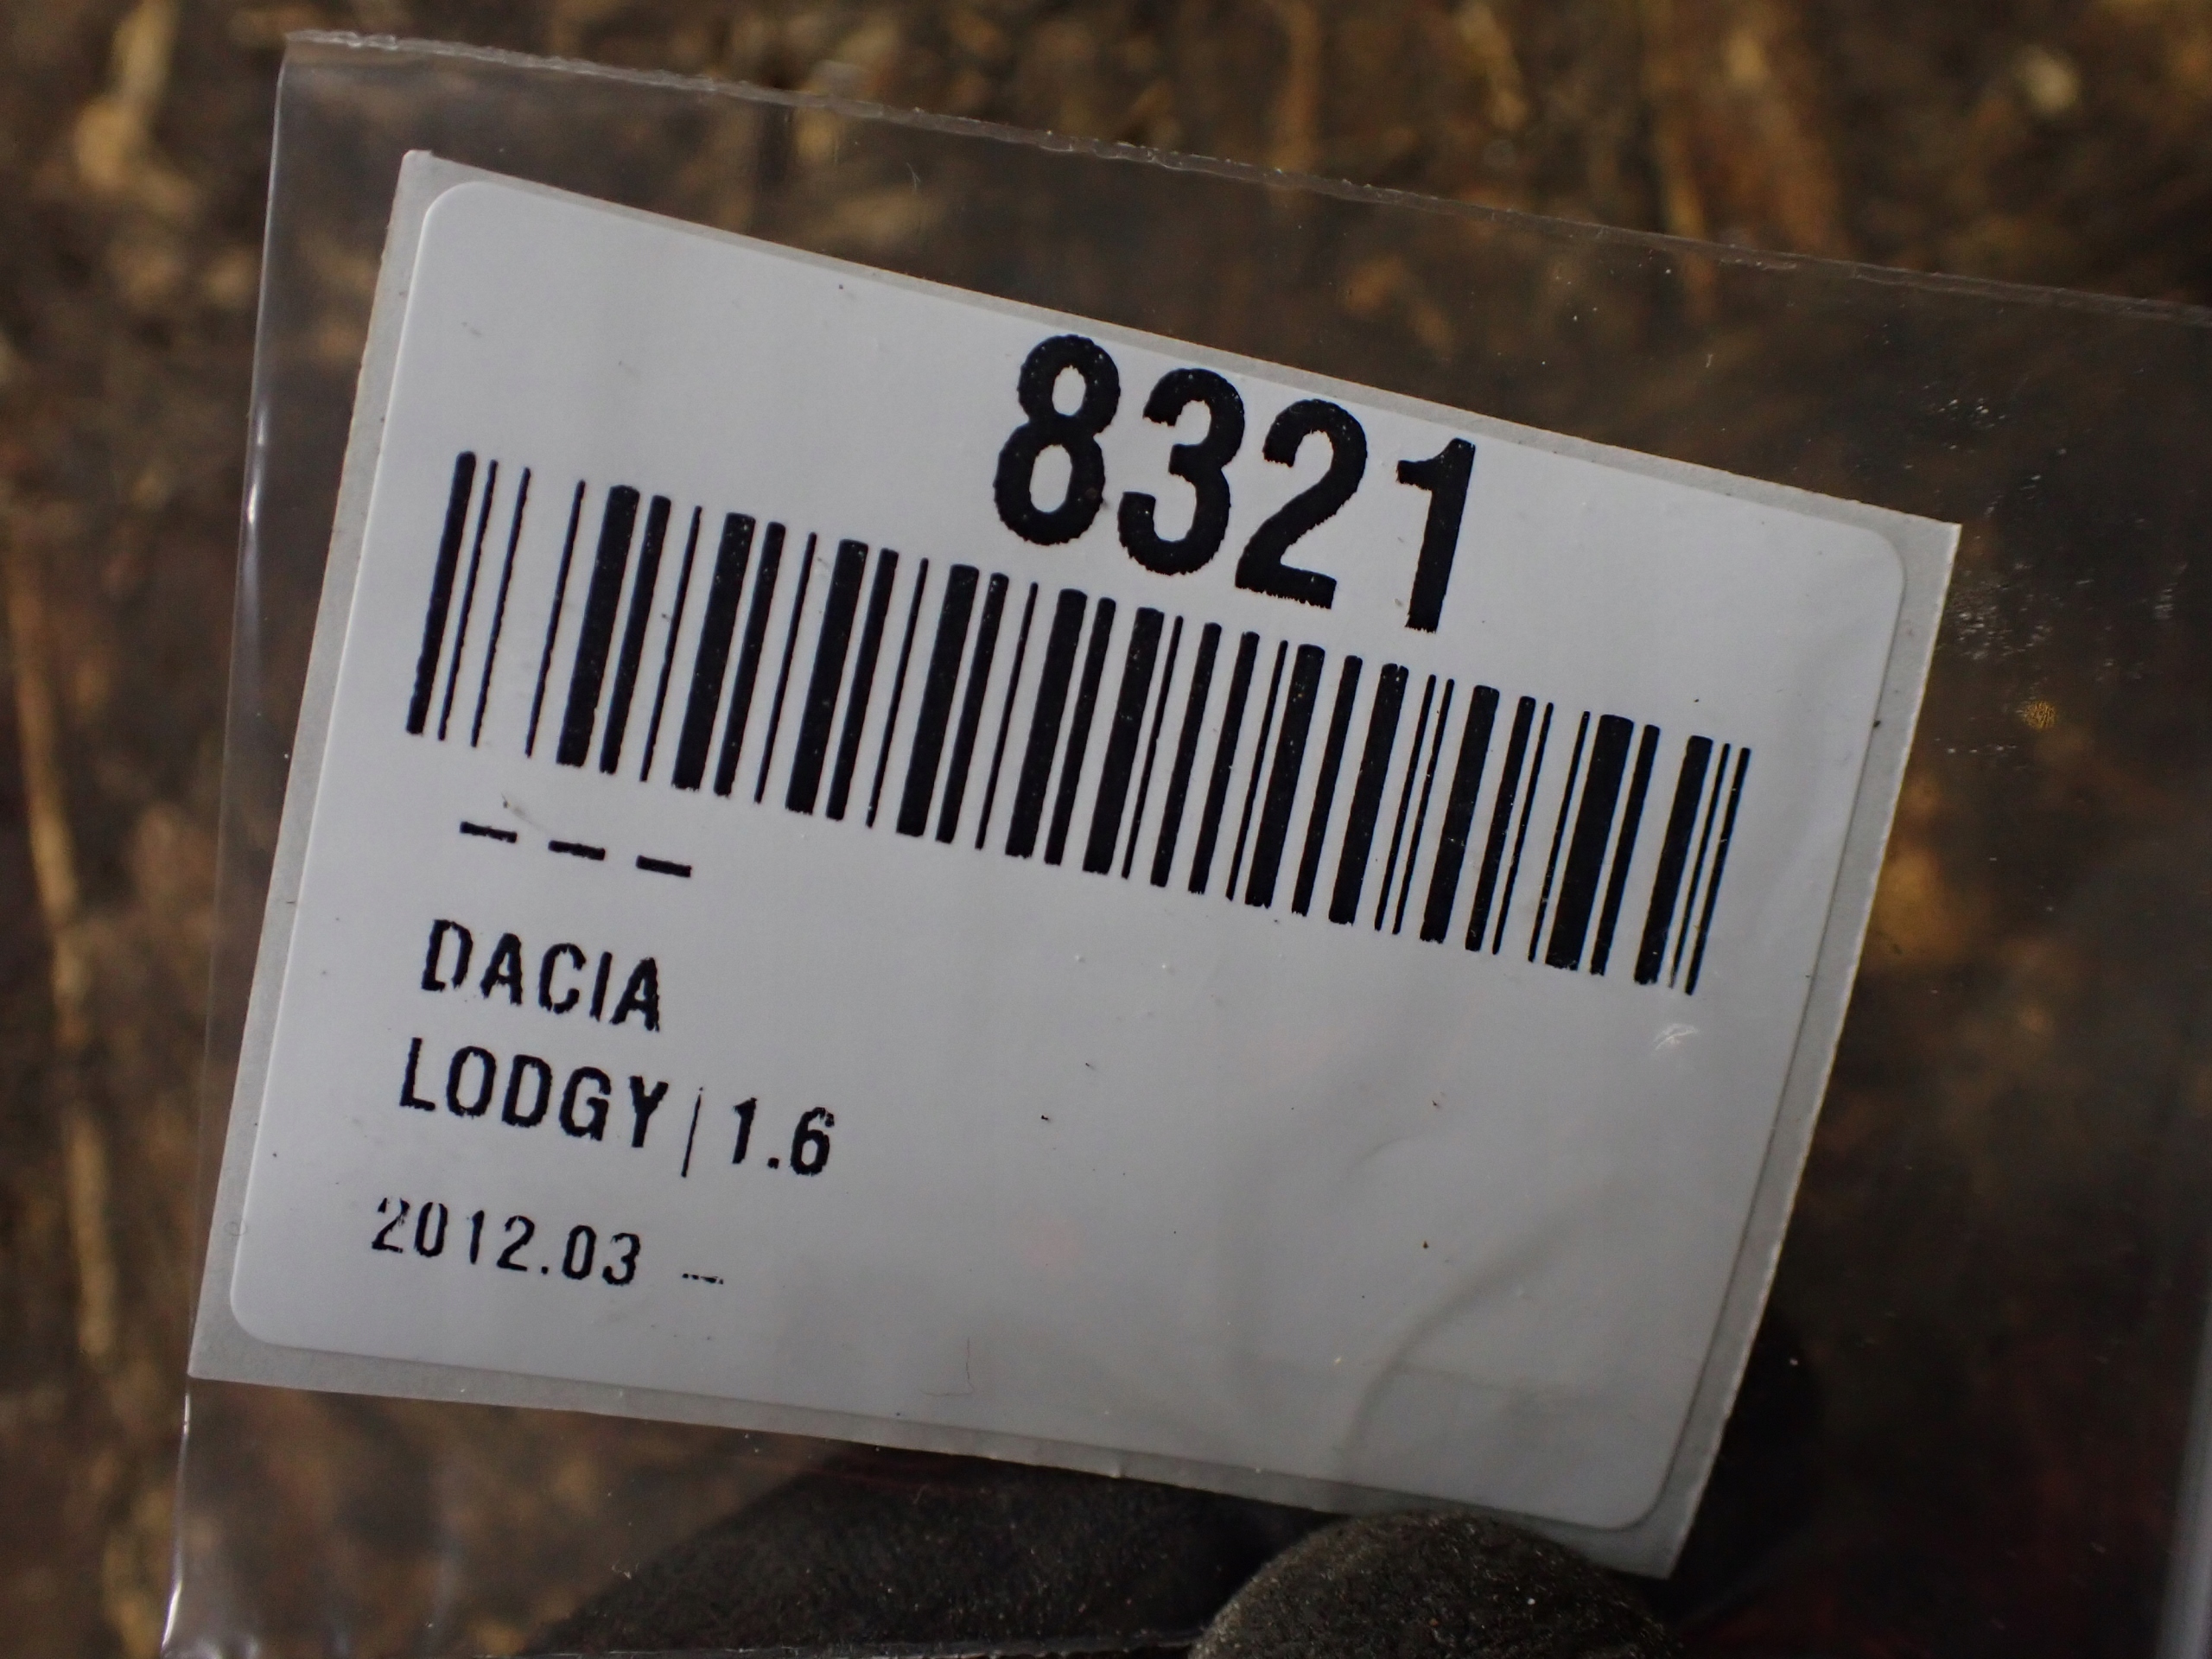 8321
– – –
DACIA
LODGY|1.6
2012.03 –